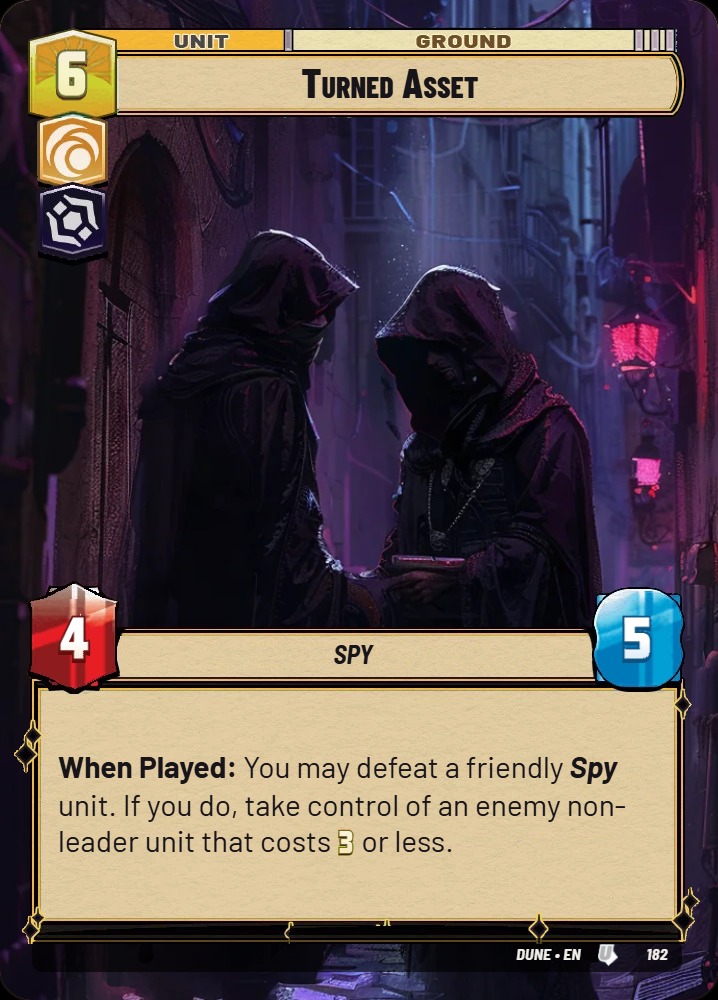 UNIT
GROUND
6
TURNED ASSET
4
SPY
5
When Played: You may defeat a friendly Spy
unit. If you do, take control of an enemy non-
leader unit that costs 3 or less.
DUNE • EN U 182